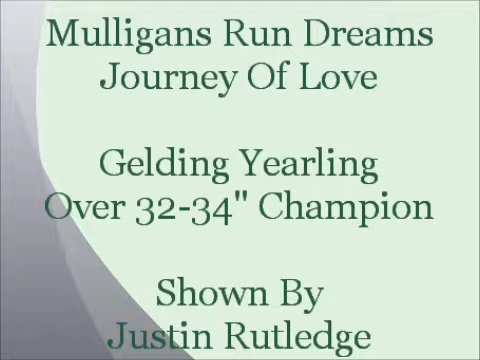 Mulligans Run Dreams
Journey Of Love
Gelding Yearling
Over 32-34" Champion
Shown By
Justin Rutledge